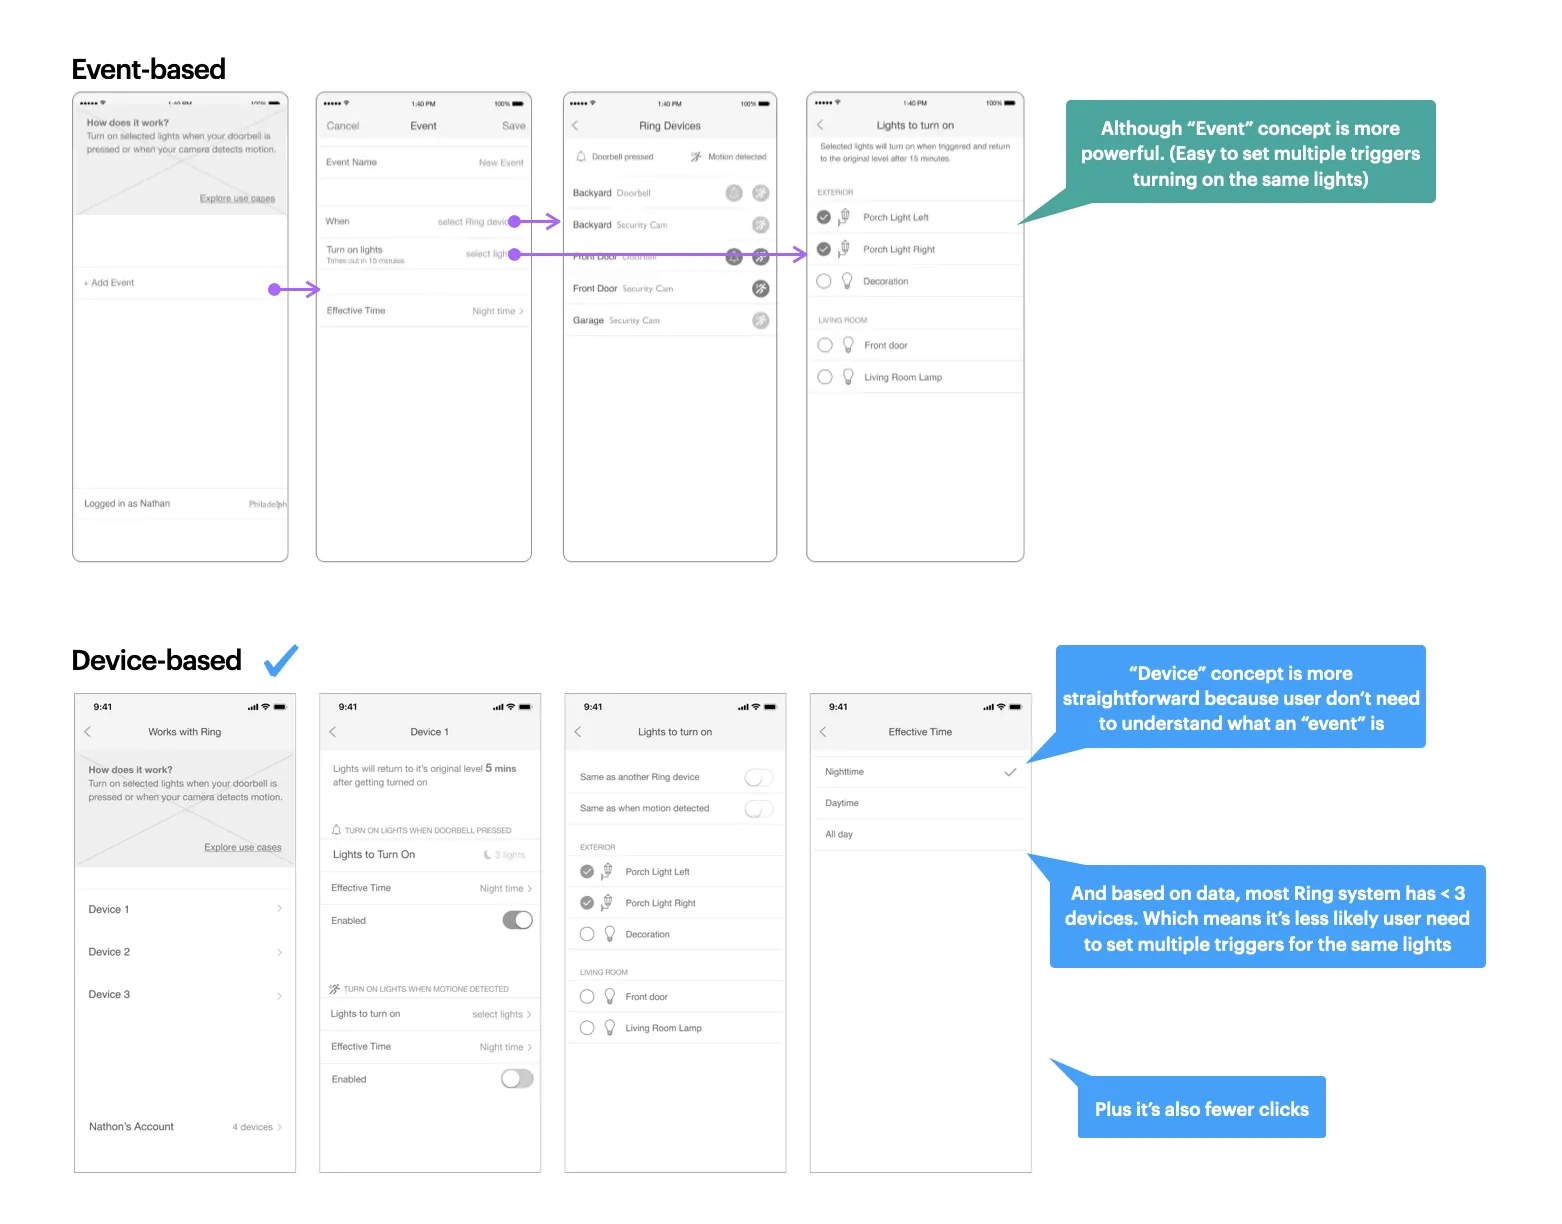 Event-based
1:40 PM 100%
How does it work?
Turn on selected lights when your doorbell is
pressed or when your camera detects motion.
Explore use cases
+ Add Event
Logged in as Nathan Philadelph
1:40 PM 100%
Cancel Event Save
Event Name New Event
When select Ring devic
Turn on lights select ligh
Times out in 15 minutes
Effective Time Night time >
1:40 PM 100%
Ring Devices
Doorbell pressed Motion detected
Backyard Doorbell
Backyard Security Cam
Front Door Doorbell
Front Door Security Cam
Garage Security Cam
1:40 PM 100%
Lights to turn on
Selected lights will turn on when triggered and return
to the original level after 15 minutes.
EXTERIOR
Porch Light Left
Porch Light Right
Decoration
LIVING ROOM
Front door
Living Room Lamp
Although “Event” concept is more
powerful. (Easy to set multiple triggers
turning on the same lights)
Device-based
9:41
Works with Ring
How does it work?
Turn on selected lights when your doorbell is
pressed or when your camera detects motion.
Explore use cases
Device 1
Device 2
Device 3
Nathon's Account 4 devices >
9:41
Device 1
Lights will return to it's original level 5 mins
after getting turned on
TURN ON LIGHTS WHEN DOORBELL PRESSED
Lights to Turn On 3 lights
Effective Time Night time >
Enabled
TURN ON LIGHTS WHEN MOTIONE DETECTED
Lights to turn on select lights >
Effective Time Night time >
Enabled
9:41
Lights to turn on
Same as another Ring device
Same as when motion detected
EXTERIOR
Porch Light Left
Porch Light Right
Decoration
LIVING ROOM
Front door
Living Room Lamp
9:41
Effective Time
Nighttime
Daytime
All day
“Device” concept is more
straightforward because user don’t need
to understand what an “event” is
And based on data, most Ring system has < 3
devices. Which means it’s less likely user need
to set multiple triggers for the same lights
Plus it’s also fewer clicks